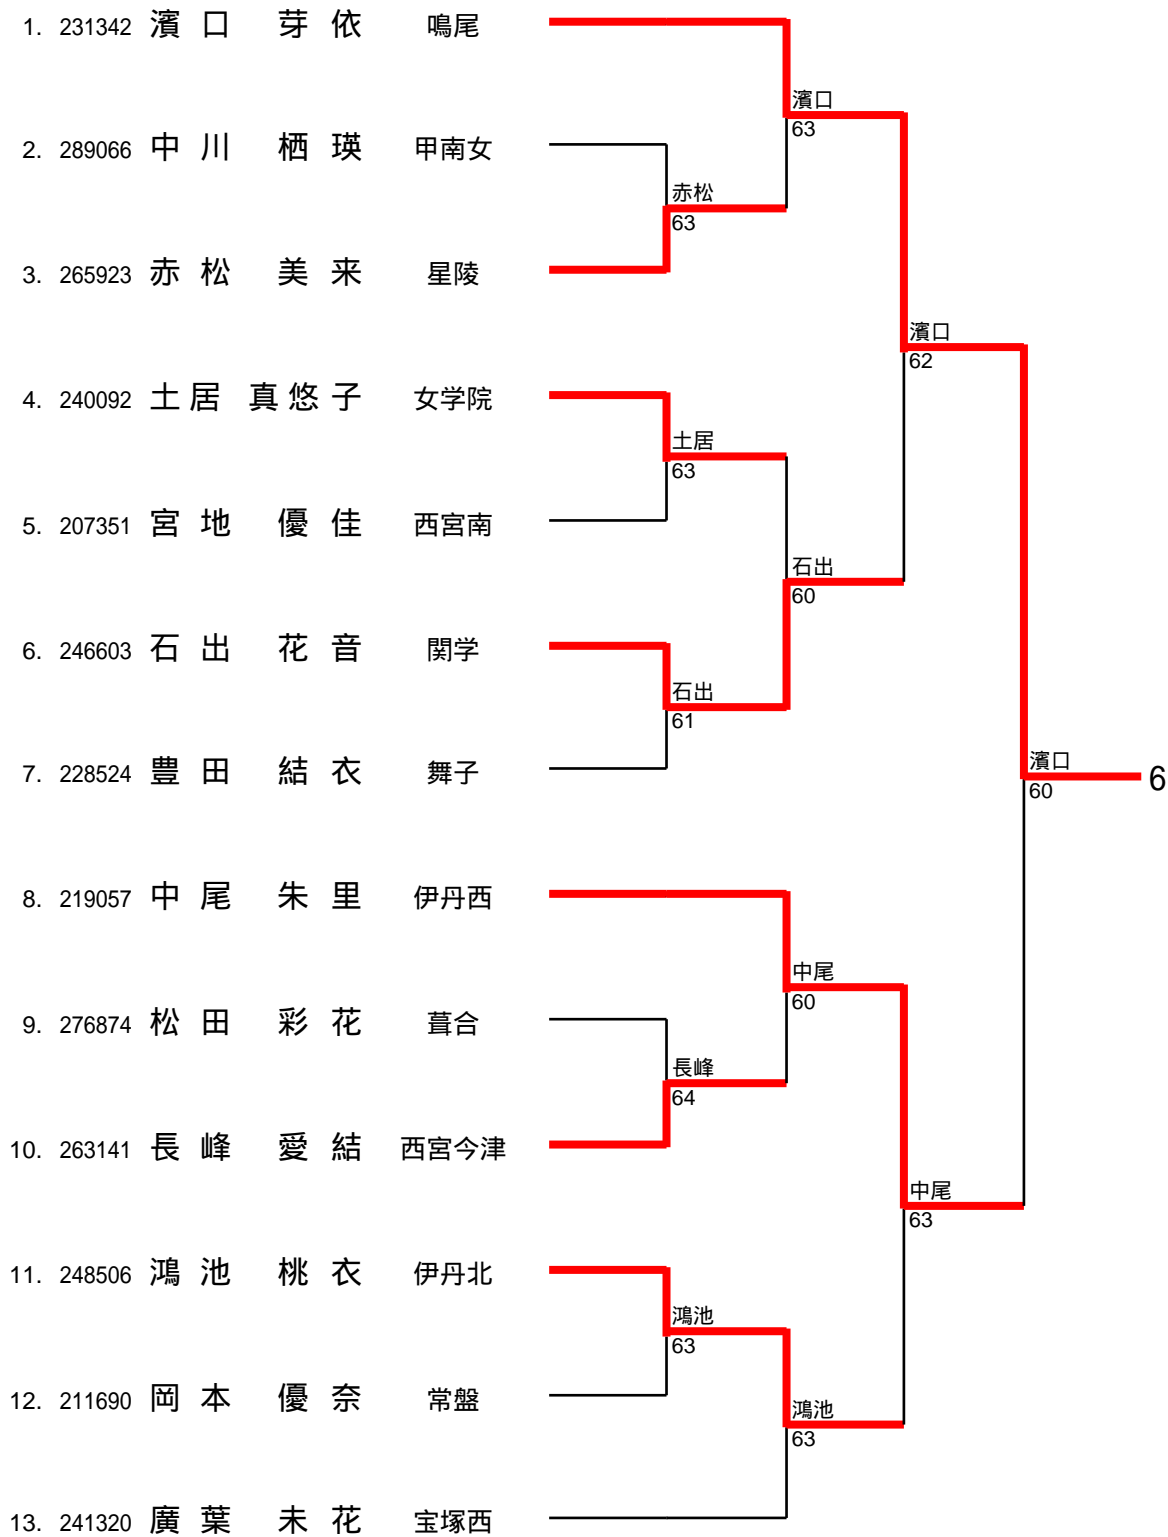 1. 231342 濱口 芽依 鳴尾
濱口
63
2. 289066 中川 栖瑛 甲南女
赤松
63
3. 265923 赤松 美来 星陵
濱口
62
4. 240092 土居 真悠子 女学院
土居
63
5. 207351 宮地 優佳 西宮南
石出
60
6. 246603 石出 花音 関学
石出
61
7. 228524 豊田 結衣 舞子
濱口
60
6
8. 219057 中尾 朱里 伊丹西
中尾
60
9. 276874 松田 彩花 葺合
長峰
64
10. 263141 長峰 愛結 西宮今津
中尾
63
11. 248506 鴻池 桃衣 伊丹北
鴻池
63
12. 211690 岡本 優奈 常盤
鴻池
63
13. 241320 廣葉 未花 宝塚西